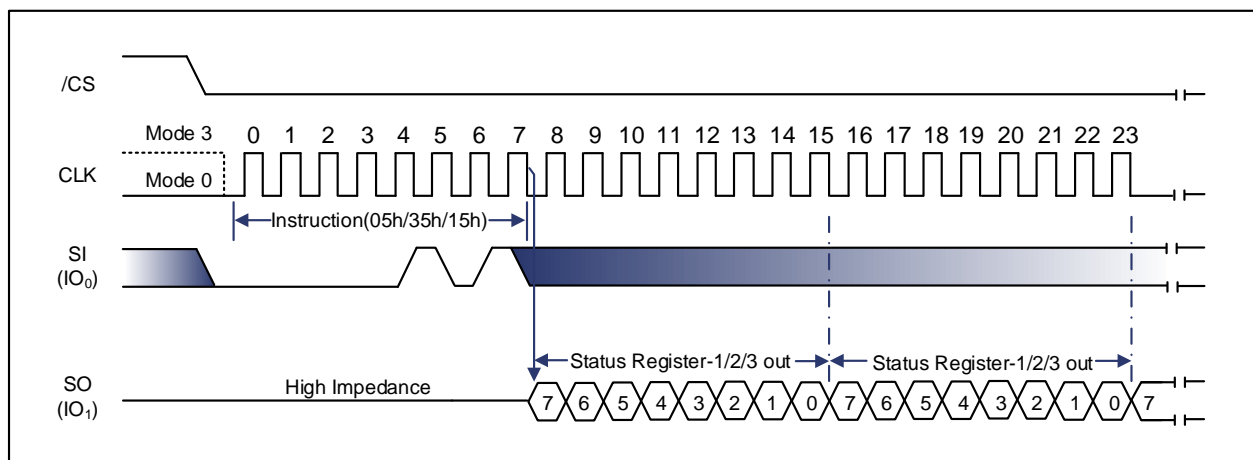 /CS
Mode 3
0 1 2 3 4 5 6 7 8 9 10 11 12 13 14 15 16 17 18 19 20 21 22 23
CLK
Mode 0
Instruction(05h/35h/15h)
SI
(IO₀)
Status Register-1/2/3 out Status Register-1/2/3 out
SO
(IO₁)
High Impedance
7 6 5 4 3 2 1 0 7 6 5 4 3 2 1 0 7